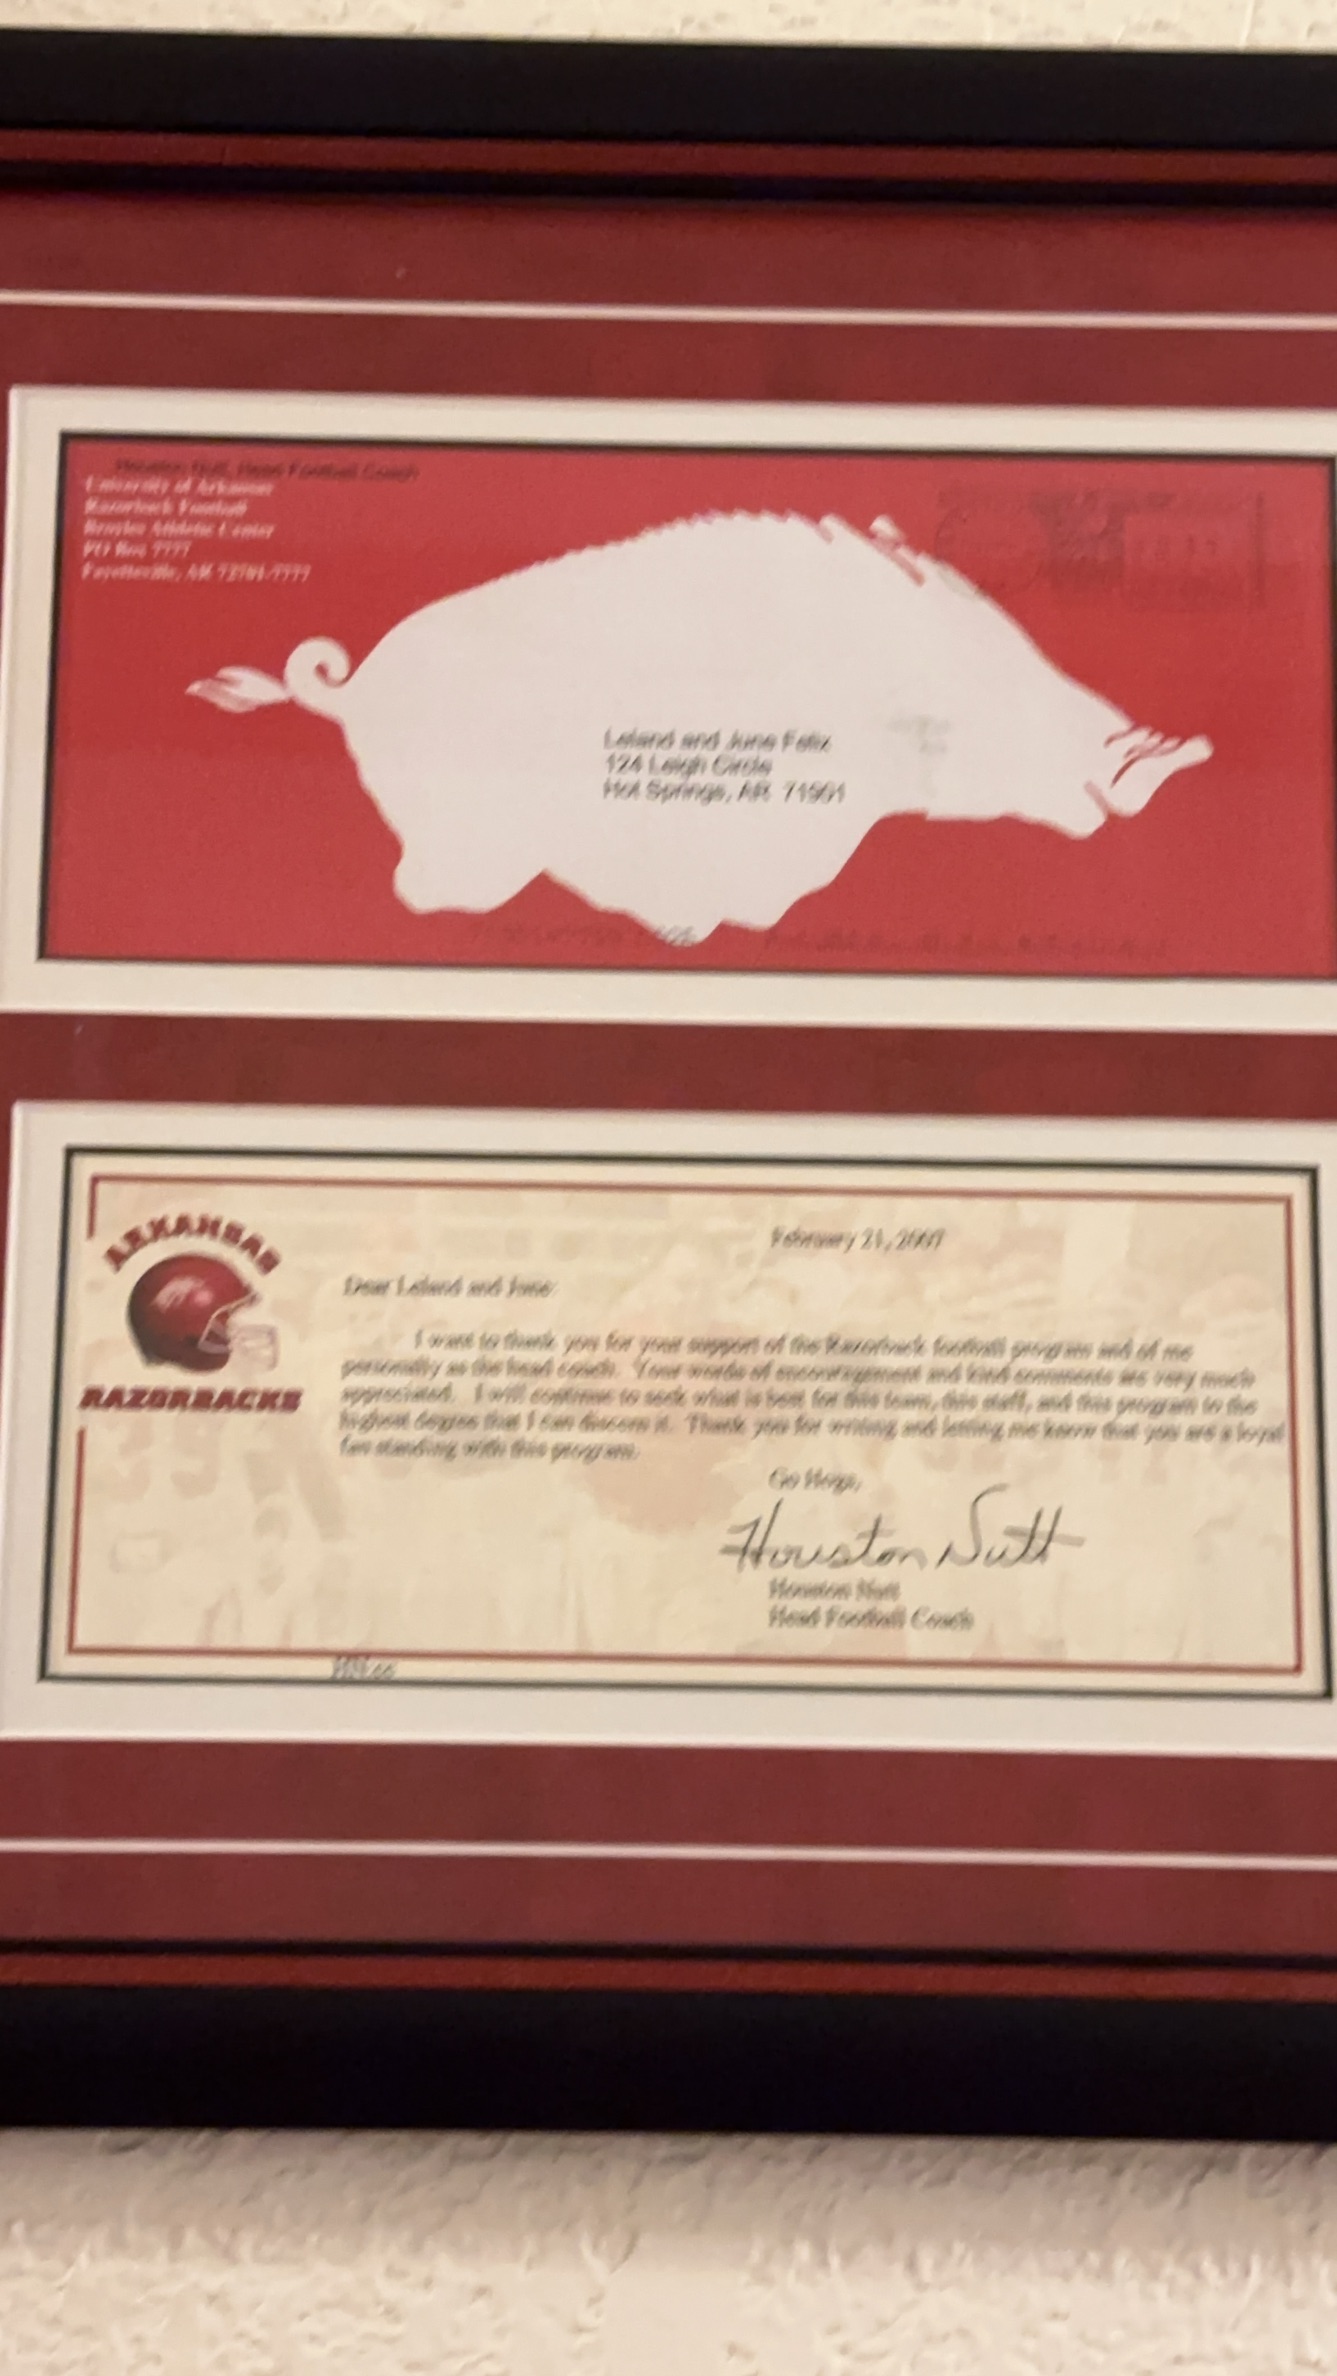 Houston Nutt, Head Football Coach
University of Arkansas
Razorback Football
Broyles Athletic Center
PO Box 7777
Fayetteville, AR 72701-7777
Leland and June Felix
124 Leigh Circle
Hot Springs, AR 71901
ARKANSAS
RAZORBACKS
February 21, 2007
Dear Leland and June:
I want to thank you for your support of the Razorback football program and of me
personally as the head coach. Your words of encouragement and kind comments are very much
appreciated. I will continue to seek what is best for this team, this staff, and this program to the
highest degree that I can discern it. Thank you for writing and letting me know that you are a loyal
fan standing with this program.
Go Hogs,
Houston Nutt
Houston Nutt
Head Football Coach